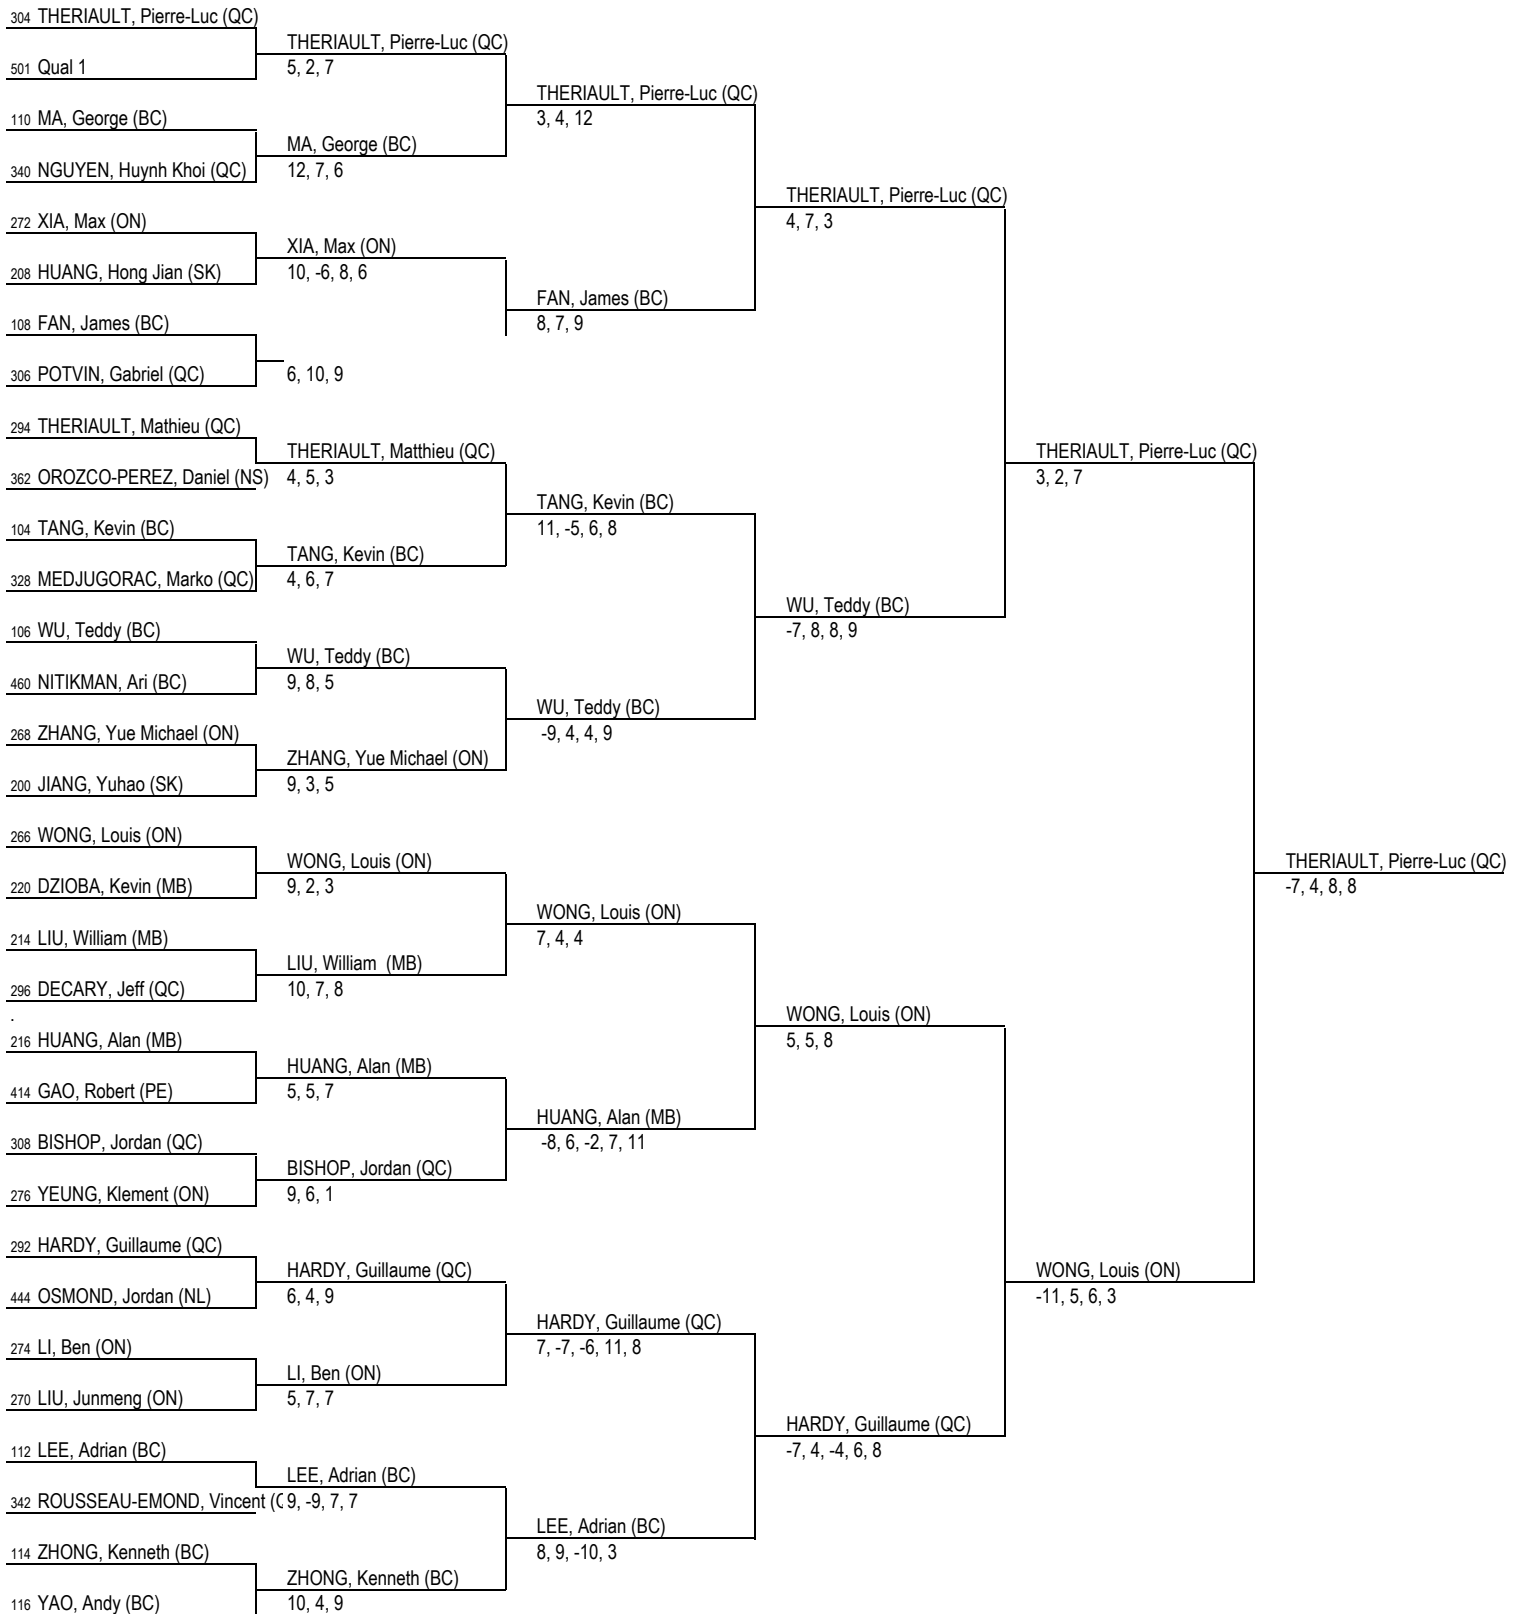 304 THERIAULT, Pierre-Luc (QC)
THERIAULT, Pierre-Luc (QC)
501 Qual 1
5, 2, 7
THERIAULT, Pierre-Luc (QC)
110 MA, George (BC)
3, 4, 12
MA, George (BC)
340 NGUYEN, Huynh Khoi (QC)
12, 7, 6
THERIAULT, Pierre-Luc (QC)
272 XIA, Max (ON)
4, 7, 3
XIA, Max (ON)
208 HUANG, Hong Jian (SK)
10, -6, 8, 6
FAN, James (BC)
108 FAN, James (BC)
8, 7, 9
306 POTVIN, Gabriel (QC)
6, 10, 9
294 THERIAULT, Mathieu (QC)
THERIAULT, Matthieu (QC)
THERIAULT, Pierre-Luc (QC)
362 OROZCO-PEREZ, Daniel (NS)
4, 5, 3
3, 2, 7
TANG, Kevin (BC)
104 TANG, Kevin (BC)
11, -5, 6, 8
TANG, Kevin (BC)
328 MEDJUGORAC, Marko (QC)
4, 6, 7
WU, Teddy (BC)
106 WU, Teddy (BC)
-7, 8, 8, 9
WU, Teddy (BC)
460 NITIKMAN, Ari (BC)
9, 8, 5
WU, Teddy (BC)
268 ZHANG, Yue Michael (ON)
-9, 4, 4, 9
ZHANG, Yue Michael (ON)
200 JIANG, Yuhao (SK)
9, 3, 5
266 WONG, Louis (ON)
WONG, Louis (ON)
THERIAULT, Pierre-Luc (QC)
220 DZIOBA, Kevin (MB)
9, 2, 3
-7, 4, 8, 8
WONG, Louis (ON)
214 LIU, William (MB)
7, 4, 4
LIU, William (MB)
296 DECARY, Jeff (QC)
10, 7, 8
.
WONG, Louis (ON)
216 HUANG, Alan (MB)
5, 5, 8
HUANG, Alan (MB)
414 GAO, Robert (PE)
5, 5, 7
HUANG, Alan (MB)
308 BISHOP, Jordan (QC)
-8, 6, -2, 7, 11
BISHOP, Jordan (QC)
276 YEUNG, Klement (ON)
9, 6, 1
292 HARDY, Guillaume (QC)
HARDY, Guillaume (QC)
WONG, Louis (ON)
444 OSMOND, Jordan (NL)
6, 4, 9
-11, 5, 6, 3
HARDY, Guillaume (QC)
274 LI, Ben (ON)
7, -7, -6, 11, 8
LI, Ben (ON)
270 LIU, Junmeng (ON)
5, 7, 7
HARDY, Guillaume (QC)
112 LEE, Adrian (BC)
-7, 4, -4, 6, 8
LEE, Adrian (BC)
342 ROUSSEAU-EMOND, Vincent (
9, -9, 7, 7
LEE, Adrian (BC)
114 ZHONG, Kenneth (BC)
8, 9, -10, 3
ZHONG, Kenneth (BC)
116 YAO, Andy (BC)
10, 4, 9